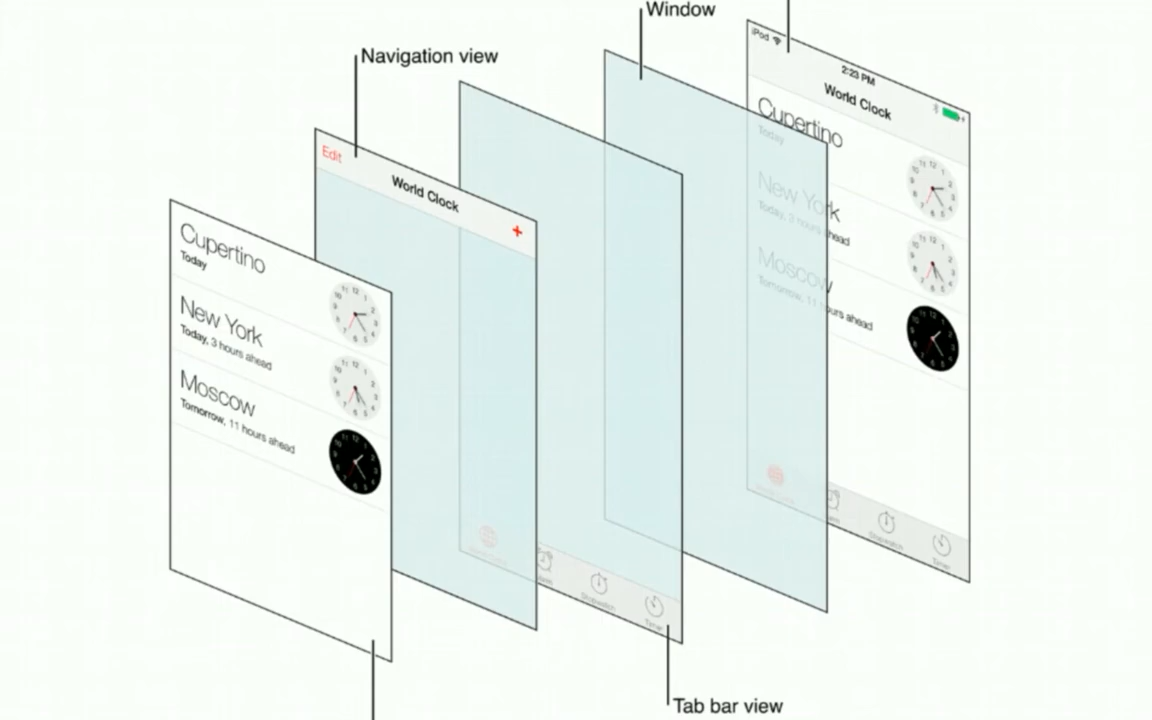 Window
Navigation view
iPod
2:23 PM
World Clock
Cupertino
Today
New York
Today, 3 hours ahead
Moscow
Tomorrow, 11 hours ahead
Stopwatch
Timer
Edit
World Clock
+
Cupertino
Today
New York
Today, 3 hours ahead
Moscow
Tomorrow, 11 hours ahead
Stopwatch
Timer
Tab bar view